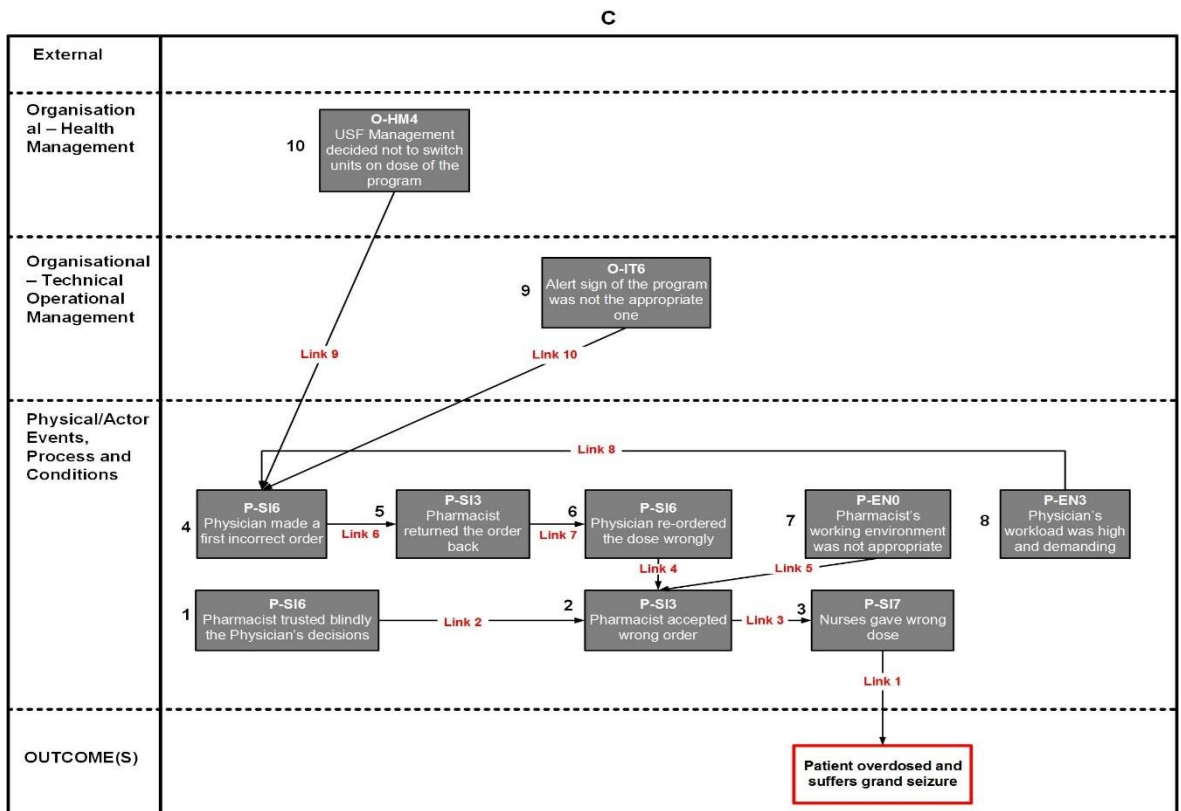 C
External
Organisation
al – Health
Management
10
O-HM4
USF Management
decided not to switch
units on dose of the
program
Organisational
– Technical
Operational
Management
9
O-IT6
Alert sign of the program
was not the appropriate
one
Link 9
Link 10
Physical/Actor
Events,
Process and
Conditions
Link 8
4
P-SI6
Physician made a
first incorrect order
Link 6
5
P-SI3
Pharmacist
returned the order
back
Link 7
6
P-SI6
Physician re-ordered
the dose wrongly
7
P-EN0
Pharmacist's
working environment
was not appropriate
8
P-EN3
Physician's
workload was high
and demanding
Link 4
Link 5
1
P-SI6
Pharmacist trusted blindly
the Physician's decisions
Link 2
2
P-SI3
Pharmacist accepted
wrong order
Link 3
3
P-SI7
Nurses gave wrong
dose
Link 1
OUTCOME(S)
Patient overdosed and
suffers grand seizure